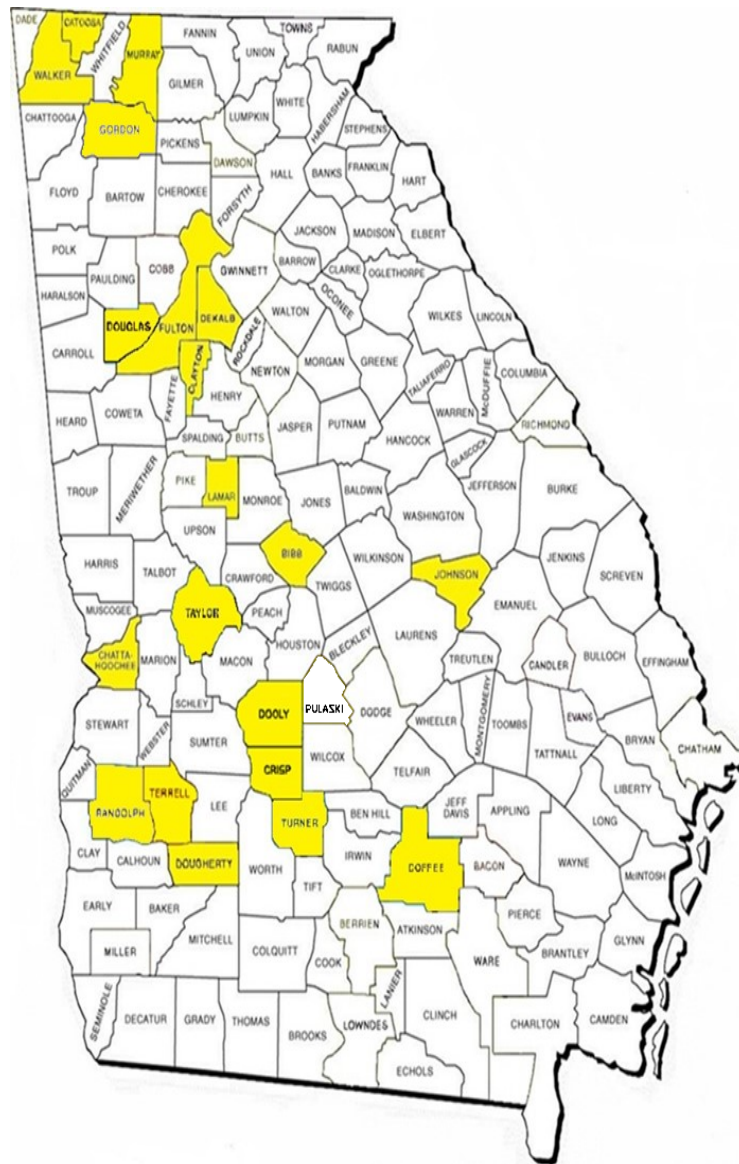 DADE
CATOOSA
WHITFIELD
MURRAY
FANNIN
TOWNS
UNION
RABUN
WALKER
GILMER
WHITE
HABERSHAM
LUMPKIN
STEPHENS
CHATTOOGA
GORDON
PICKENS
DAWSON
HALL
BANKS
FRANKLIN
HART
FLOYD
BARTOW
CHEROKEE
FORSYTH
JACKSON
MADISON
ELBERT
POLK
COBB
GWINNETT
BARROW
CLARKE
OGLETHORPE
PAULDING
HARALSON
OCONEE
DOUGLAS
FULTON
DEKALB
WALTON
WILKES
LINCOLN
ROCKDALE
CARROLL
CLAYTON
NEWTON
MORGAN
GREENE
TALIAFERRO
McDUFFIE
COLUMBIA
FAYETTE
HENRY
HEARD
COWETA
JASPER
PUTNAM
WARREN
RICHMOND
SPALDING
BUTTS
HANCOCK
GLASCOCK
TROUP
MERIWETHER
PIKE
LAMAR
MONROE
JONES
BALDWIN
JEFFERSON
BURKE
WASHINGTON
UPSON
HARRIS
TALBOT
BIBB
WILKINSON
JENKINS
SCREVEN
CRAWFORD
TWIGGS
JOHNSON
EMANUEL
MUSCOGEE
TAYLOR
PEACH
HOUSTON
BLECKLEY
LAURENS
CHATTA-
HOOCHEE
MARION
MACON
TREUTLEN
CANDLER
BULLOCH
EFFINGHAM
SCHLEY
DOOLY
PULASKI
DODGE
WHEELER
MONTGOMERY
TOOMBS
EVANS
STEWART
WEBSTER
SUMTER
WILCOX
TELFAIR
TATTNALL
BRYAN
CHATHAM
QUITMAN
CRISP
RANDOLPH
TERRELL
LEE
TURNER
BEN HILL
JEFF
DAVIS
APPLING
LIBERTY
LONG
CLAY
CALHOUN
DOUGHERTY
WORTH
IRWIN
COFFEE
BACON
WAYNE
McINTOSH
TIFT
EARLY
BAKER
MITCHELL
BERRIEN
ATKINSON
PIERCE
MILLER
COLQUITT
COOK
WARE
BRANTLEY
GLYNN
SEMINOLE
DECATUR
GRADY
THOMAS
BROOKS
LOWNDES
LANIER
CLINCH
CHARLTON
CAMDEN
ECHOLS